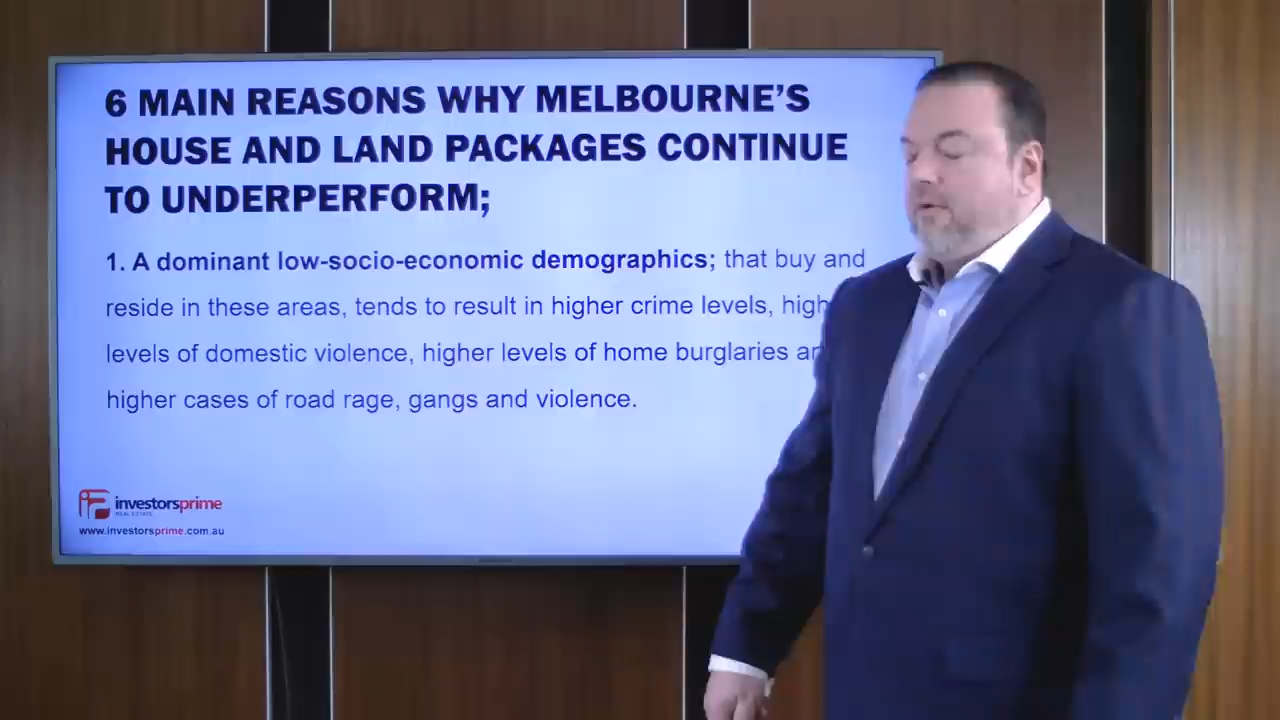 6 MAIN REASONS WHY MELBOURNE'S
HOUSE AND LAND PACKAGES CONTINUE
TO UNDERPERFORM;
1. A dominant low-socio-economic demographics; that buy and
reside in these areas, tends to result in higher crime levels,
levels of domestic violence, higher levels of home burglaries
higher cases of road rage, gangs and violence.
investorsprime
REAL ESTATE
www.investorsprime.com.au